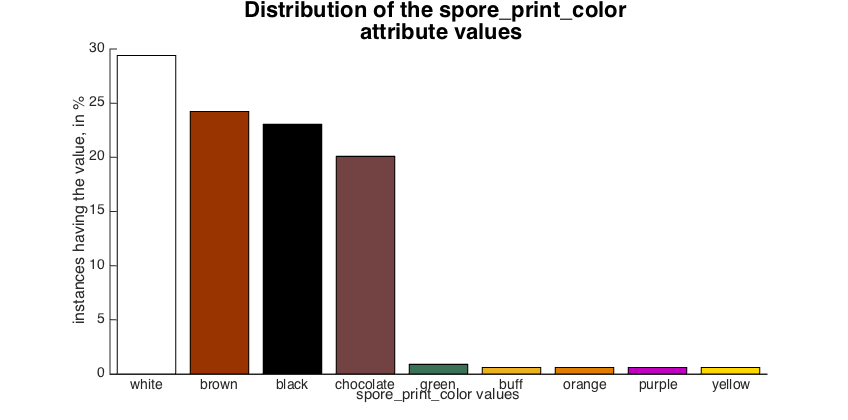 Distribution of the spore_print_color
attribute values
instances having the value, in %
30
25
20
15
10
5
0
white brown black chocolate green buff orange purple yellow
spore_print_color values